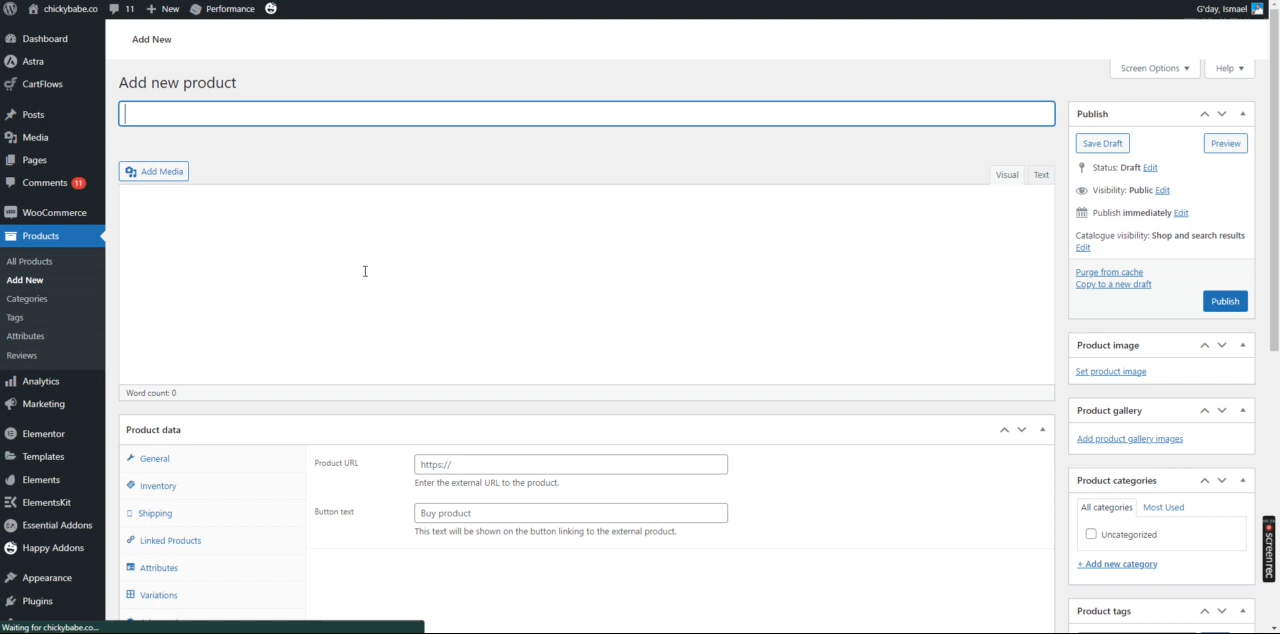 chickybabe.co 11 New Performance G'day, Ismael
Dashboard
Astra
CartFlows
Posts
Media
Pages
Comments 11
WooCommerce
Products
All Products
Add New
Categories
Tags
Attributes
Reviews
Analytics
Marketing
Elementor
Templates
Elements
ElementsKit
Essential Addons
Happy Addons
Appearance
Plugins
Waiting for chickybabe.co...
Add New
Screen Options Help
Add new product
Add Media
Visual Text
Word count: 0
Product data
General
Inventory
Shipping
Linked Products
Attributes
Variations
Product URL https://
Enter the external URL to the product.
Button text Buy product
This text will be shown on the button linking to the external product.
Publish
Save Draft Preview
Status: Draft Edit
Visibility: Public Edit
Publish immediately Edit
Catalogue visibility: Shop and search results
Edit
Purge from cache
Copy to a new draft
Publish
Product image
Set product image
Product gallery
Add product gallery images
Product categories
All categories Most Used
Uncategorized
+ Add new category
Product tags
screenrec